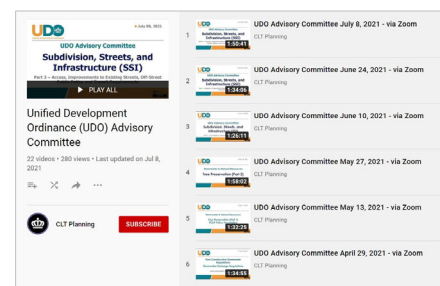 UDO
July 08, 2021
UDO Advisory Committee
Subdivision, Streets, and
Infrastructure (SSI)
Part 3 – Access, Improvements to Existing Streets, Off-Street
PLAY ALL
Unified Development
Ordinance (UDO) Advisory
Committee
22 videos • 280 views • Last updated on Jul 8,
2021
CLT Planning
SUBSCRIBE
1
UDO
Subdivision, Streets, and
Infrastructure (SSI)
1:50:41
UDO Advisory Committee July 8, 2021 - via Zoom
CLT Planning
2
UDO
Subdivision, Streets, and
1:34:06
UDO Advisory Committee June 24, 2021 - via Zoom
CLT Planning
3
UDO
Subdivision, Streets, and
1:26:11
UDO Advisory Committee June 10, 2021 - via Zoom
CLT Planning
4
UDO
Tree Preservation (Part 2)
1:58:02
UDO Advisory Committee May 27, 2021 - via Zoom
CLT Planning
5
UDO
1:32:25
UDO Advisory Committee May 13, 2021 - via Zoom
CLT Planning
6
UDO
1:34:55
UDO Advisory Committee April 29, 2021 - via Zoom
CLT Planning